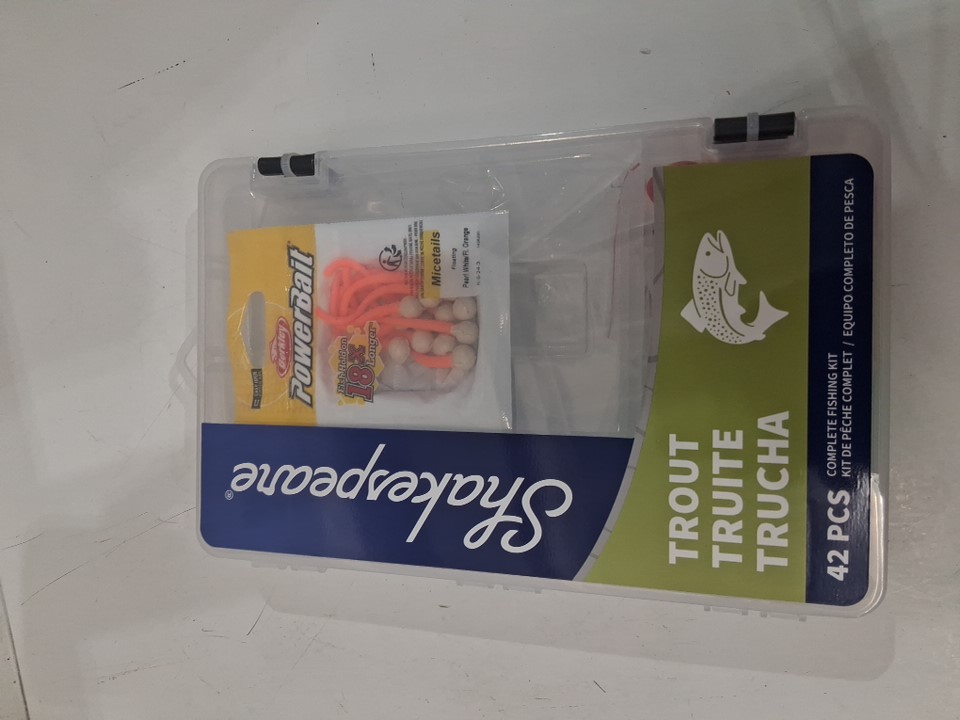 Berkley
PowerBait
18X
Longer
Micetails
Floating
Pearl White/Fl. Orange
Shakespeare®
TROUT
TRUITE
TRUCHA
42 PCS
COMPLETE FISHING KIT
KIT DE PÊCHE COMPLET / EQUIPO COMPLETO DE PESCA